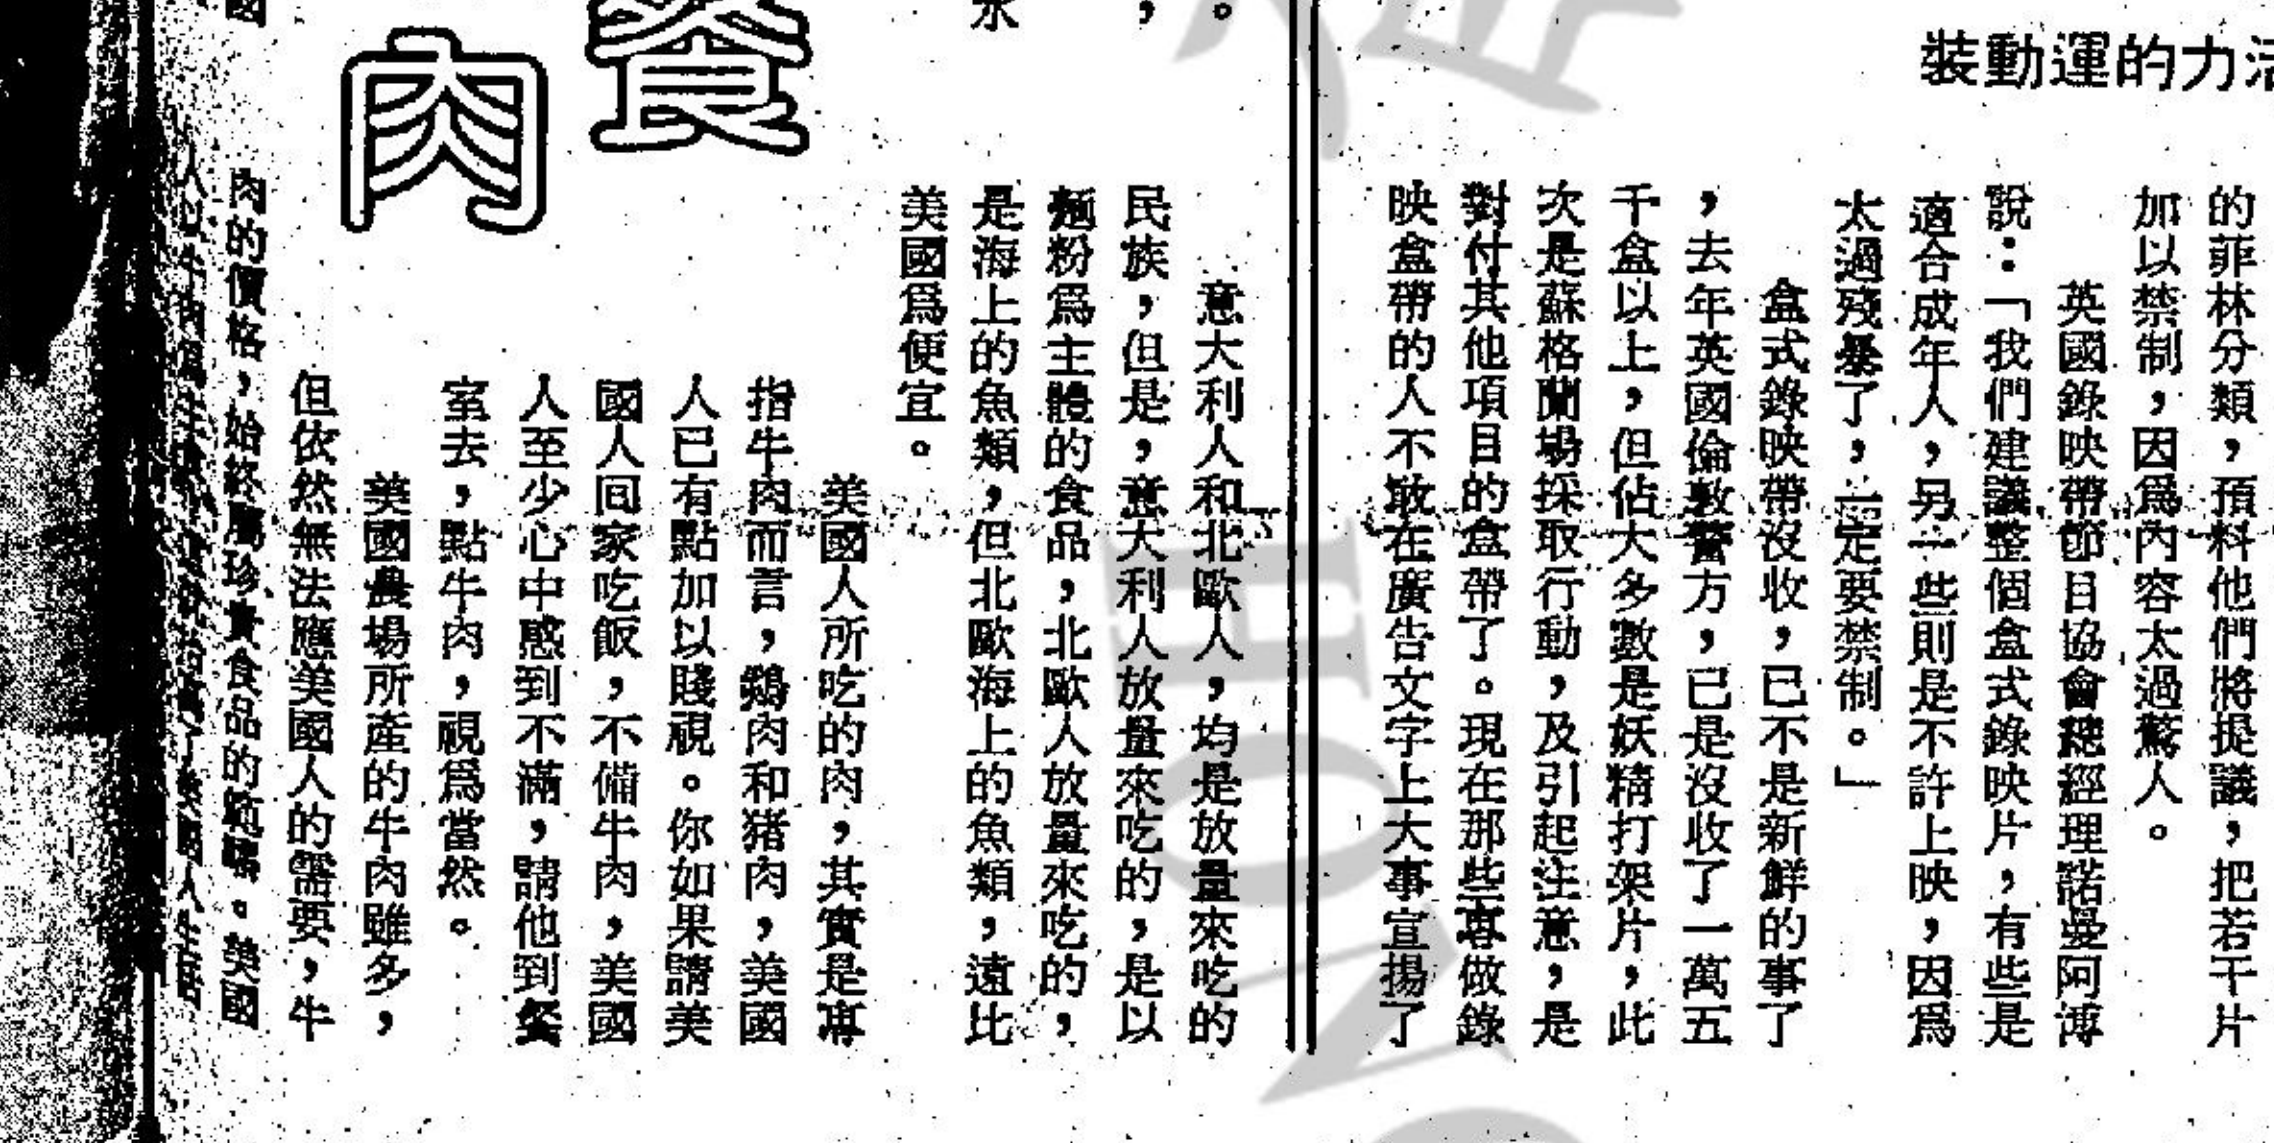 裝動運的力活
的菲林分類，預料他們將提議，把若干片
加以禁制，因爲內容太過驚人。
英國錄映帶節目協會總經理諾曼阿溥
說：「我們建議整個盒式錄映片，有些是
適合成年人，另一些則是不許上映，因爲
太過殘暴了，一定要禁制。」
盒式錄映帶沒收，已不是新鮮的事了
，去年英國倫敦警方，已是沒收了一萬五
千盒以上，但佔大多數是妖精打架片，此
次是蘇格蘭場採取行動，及引起注意，是
對付其他項目的盒帶了。現在那些專做錄
映盒帶的人不敢在廣告文字上大事宣揚了
。
，
水
意大利人和北歐人，均是放量來吃的
民族，但是，意大利人放量來吃的，是以
麵粉爲主體的食品，北歐人放量來吃的，
是海上的魚類，但北歐海上的魚類，遠比
美國爲便宜。
餐
肉
美國人所吃的肉，其實是專
指牛肉而言，鷄肉和猪肉，美國
人已有點加以賤視。你如果請美
國人囘家吃飯，不備牛肉，美國
人至少心中感到不滿，請他到餐
室去，點牛肉，視爲當然。
美國農場所產的牛肉雖多，
但依然無法應美國人的需要，牛
國
肉的價格，始終屬珍貴食品的範疇。美國